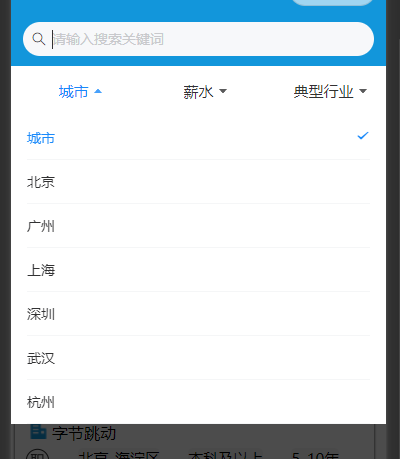 请输入搜索关键词
城市 薪水 典型行业
城市
北京
广州
上海
深圳
武汉
杭州
字节跳动
职 北京 海淀区 本科及以上 5-10年